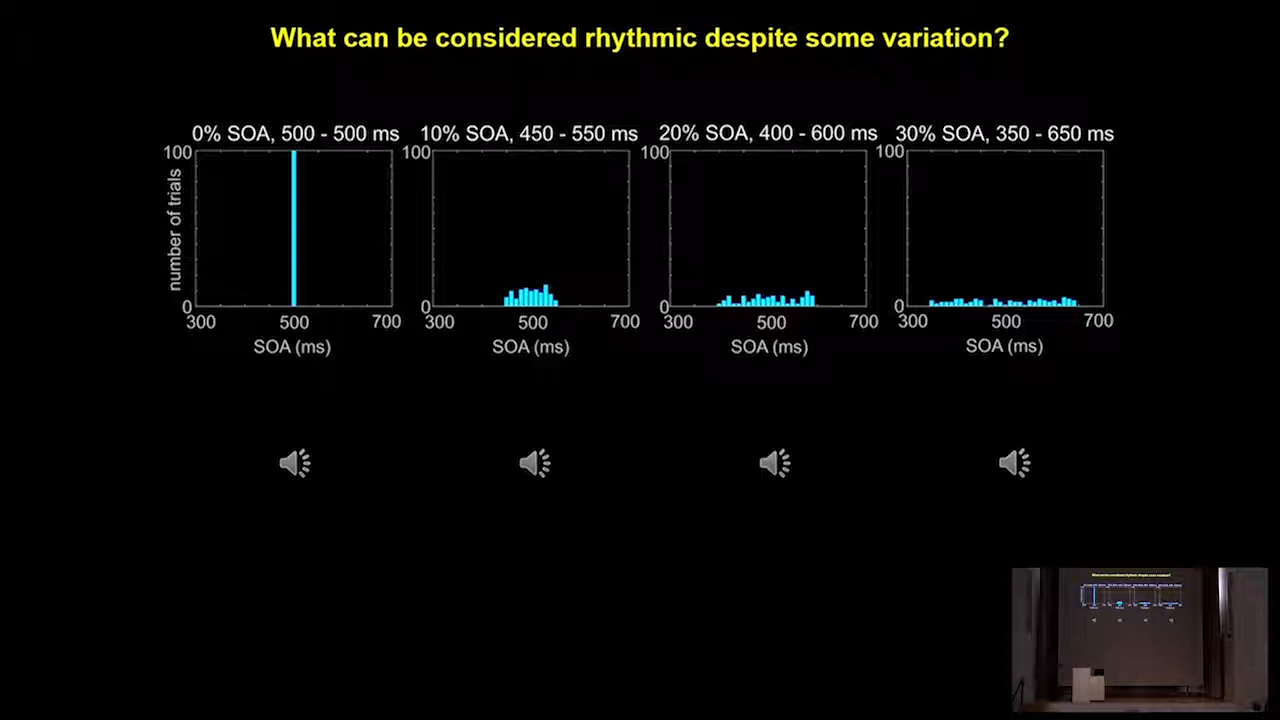 What can be considered rhythmic despite some variation?
0% SOA, 500 - 500 ms
10% SOA, 450 - 550 ms
20% SOA, 400 - 600 ms
30% SOA, 350 - 650 ms
number of trials
100
0
300 500 700
SOA (ms)
100
0
300 500 700
SOA (ms)
100
0
300 500 700
SOA (ms)
100
0
300 500 700
SOA (ms)